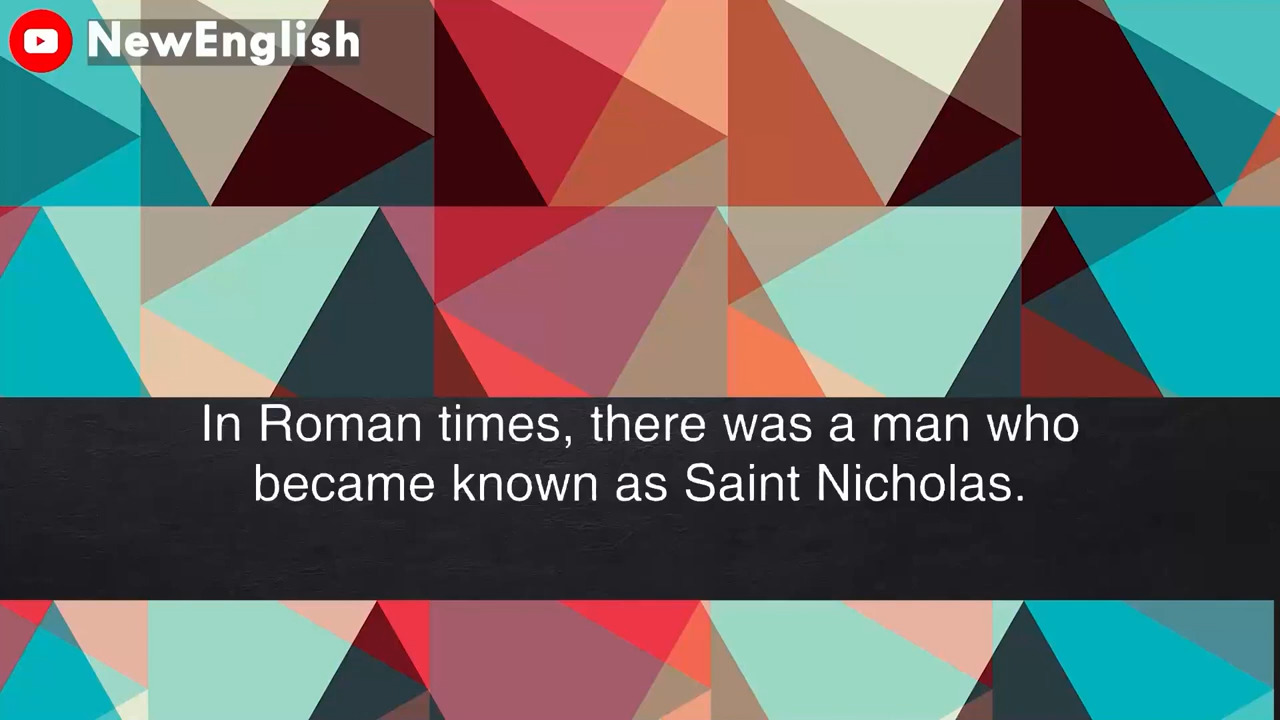 NewEnglish
In Roman times, there was a man who
became known as Saint Nicholas.